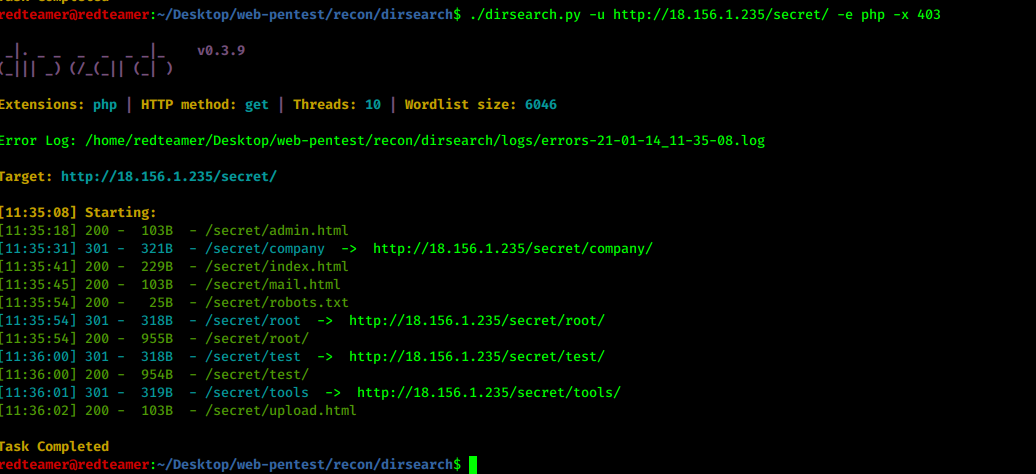 Task Completed
redteamer@redteamer:~/Desktop/web-pentest/recon/dirsearch$ ./dirsearch.py -u http://18.156.1.235/secret/ -e php -x 403
 _|. _ _  _  _  _ _|_    v0.3.9
(_||| _) (/_(_|| (_| )
Extensions: php | HTTP method: get | Threads: 10 | Wordlist size: 6046
Error Log: /home/redteamer/Desktop/web-pentest/recon/dirsearch/logs/errors-21-01-14_11-35-08.log
Target: http://18.156.1.235/secret/
[11:35:08] Starting:
[11:35:18] 200 -  103B  - /secret/admin.html
[11:35:31] 301 -  321B  - /secret/company  ->  http://18.156.1.235/secret/company/
[11:35:41] 200 -  229B  - /secret/index.html
[11:35:45] 200 -  103B  - /secret/mail.html
[11:35:54] 200 -   25B  - /secret/robots.txt
[11:35:54] 301 -  318B  - /secret/root  ->  http://18.156.1.235/secret/root/
[11:35:54] 200 -  955B  - /secret/root/
[11:36:00] 301 -  318B  - /secret/test  ->  http://18.156.1.235/secret/test/
[11:36:00] 200 -  954B  - /secret/test/
[11:36:01] 301 -  319B  - /secret/tools  ->  http://18.156.1.235/secret/tools/
[11:36:02] 200 -  103B  - /secret/upload.html
Task Completed
redteamer@redteamer:~/Desktop/web-pentest/recon/dirsearch$